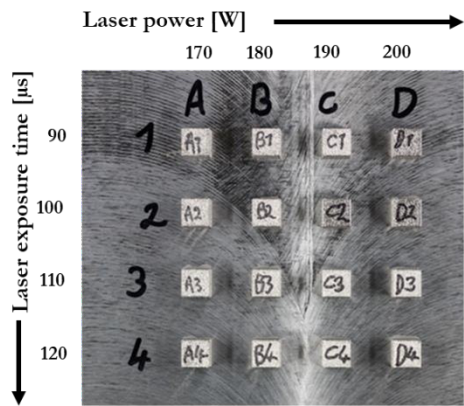 Laser power [W]
170 180 190 200
Laser exposure time [µs]
A B C D
90 1 A1 B1 C1 D1
100 2 A2 B2 C2 D2
110 3 A3 B3 C3 D3
120 4 A4 B4 C4 D4